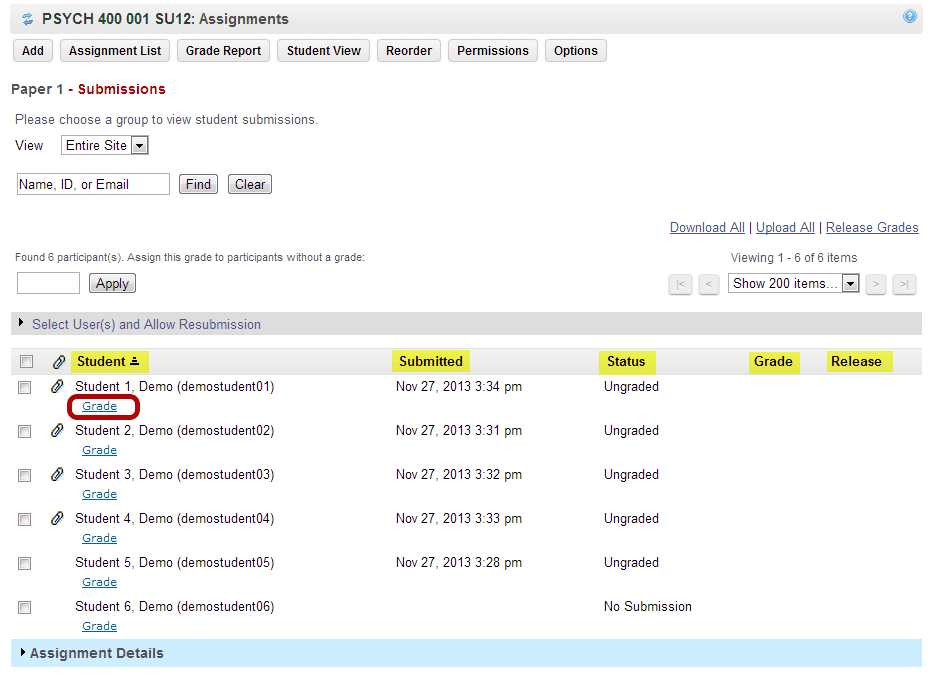 PSYCH 400 001 SU12: Assignments
Add Assignment List Grade Report Student View Reorder Permissions Options
Paper 1 - Submissions
Please choose a group to view student submissions.
View Entire Site
Name, ID, or Email Find Clear
Download All | Upload All | Release Grades
Found 6 participant(s). Assign this grade to participants without a grade:
Viewing 1 - 6 of 6 items
Apply
|< < Show 200 items... > >|
Select User(s) and Allow Resubmission
Student Submitted Status Grade Release
Student 1, Demo (demostudent01) Nov 27, 2013 3:34 pm Ungraded
Grade
Student 2, Demo (demostudent02) Nov 27, 2013 3:31 pm Ungraded
Grade
Student 3, Demo (demostudent03) Nov 27, 2013 3:32 pm Ungraded
Grade
Student 4, Demo (demostudent04) Nov 27, 2013 3:33 pm Ungraded
Grade
Student 5, Demo (demostudent05) Nov 27, 2013 3:28 pm Ungraded
Grade
Student 6, Demo (demostudent06) No Submission
Grade
Assignment Details